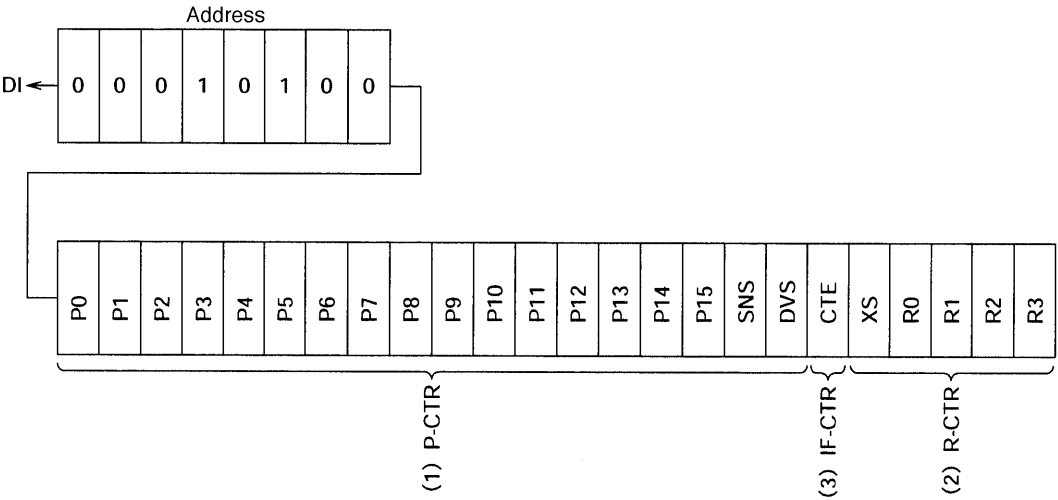 Address
DI 0 0 0 1 0 1 0 0
P0 P1 P2 P3 P4 P5 P6 P7 P8 P9 P10 P11 P12 P13 P14 P15 SNS DVS CTE XS R0 R1 R2 R3
(1) P-CTR
(3) IF-CTR
(2) R-CTR